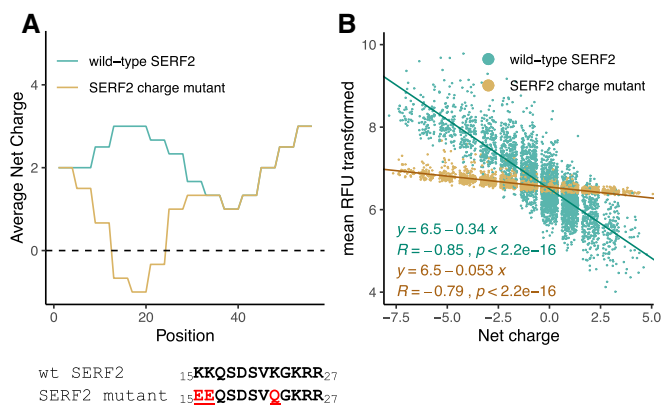 A
wild–type SERF2
SERF2 charge mutant
Average Net Charge
4
2
0
0
20
40
Position
B
wild–type SERF2
SERF2 charge mutant
mean RFU transformed
10
8
6
4
y = 6.5 – 0.34 x
R = –0.85 , p < 2.2e–16
y = 6.5 – 0.053 x
R = –0.79 , p < 2.2e–16
−7.5
−5.0
−2.5
0.0
2.5
5.0
Net charge
wt SERF2 15KKQSDSVKGKRR27
SERF2 mutant 15EEQSDSVQGKRR27